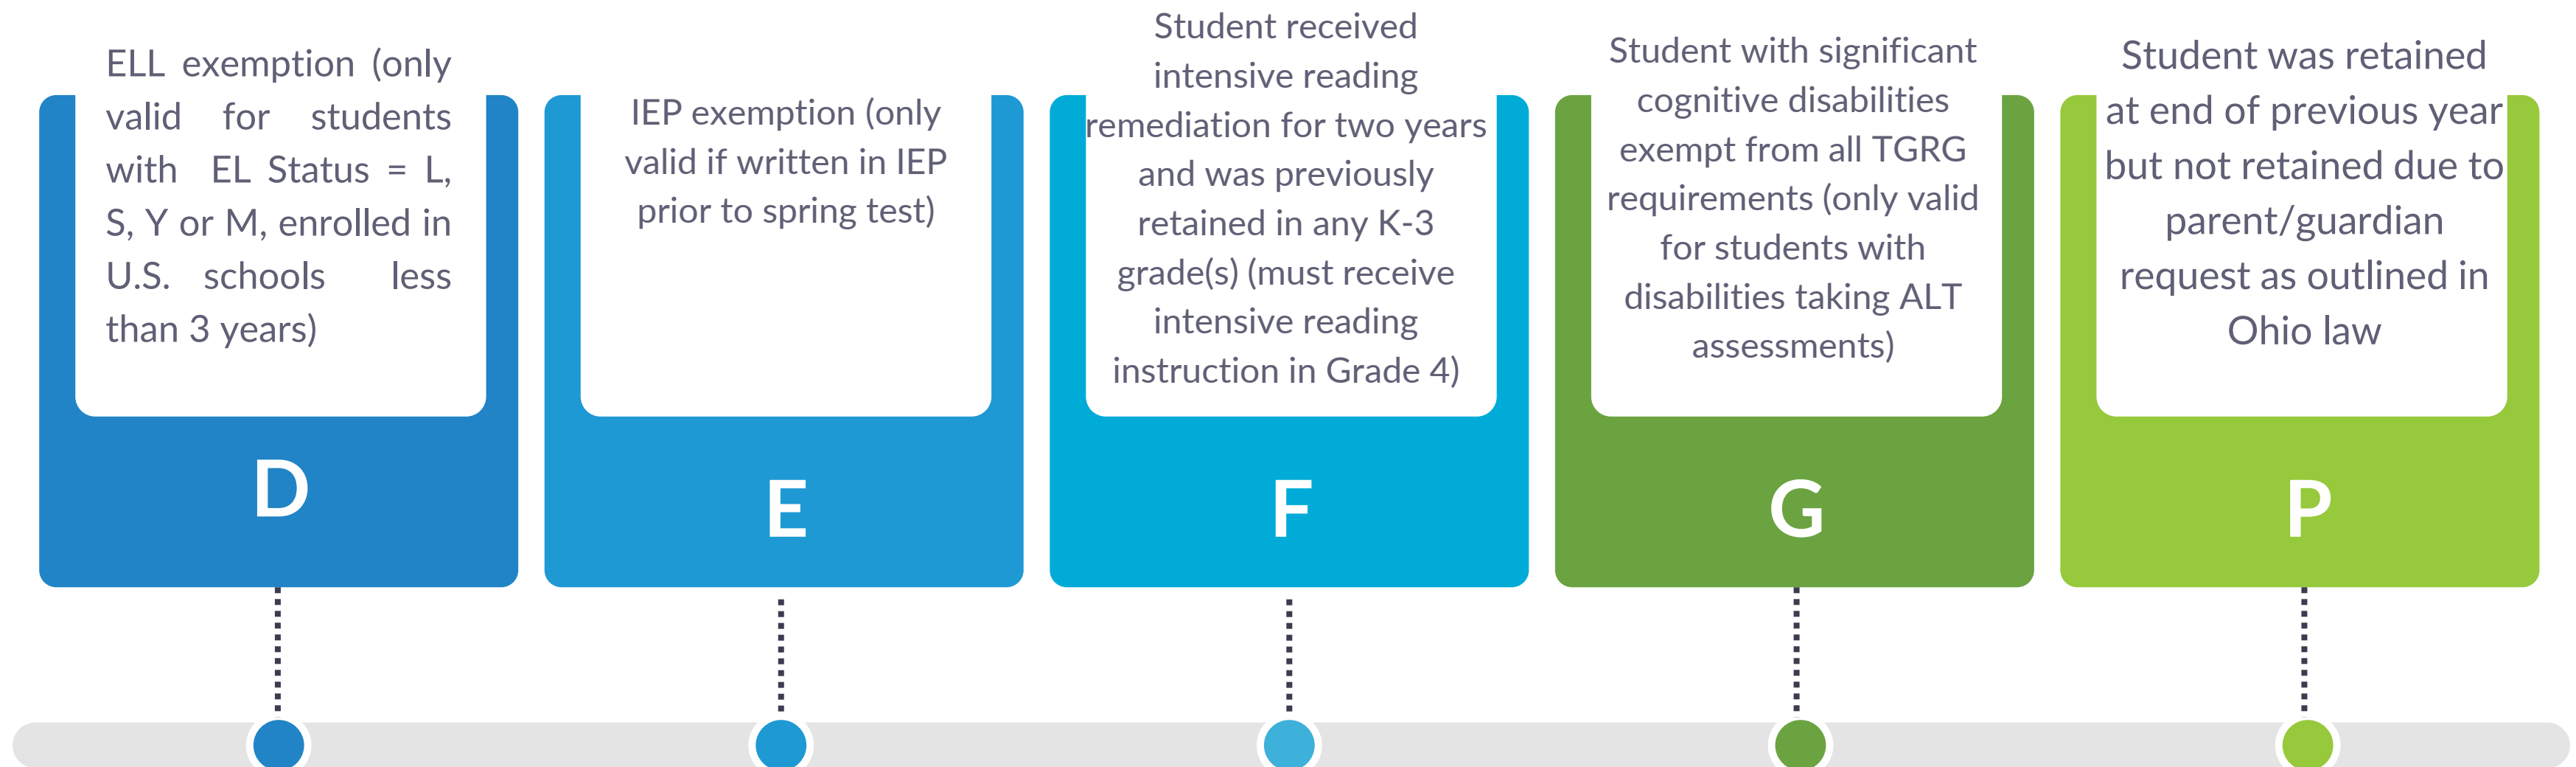 ELL exemption (only
valid for students
with EL Status = L,
S, Y or M, enrolled in
U.S. schools less
than 3 years)
D
IEP exemption (only
valid if written in IEP
prior to spring test)
E
Student received
intensive reading
remediation for two years
and was previously
retained in any K-3
grade(s) (must receive
intensive reading
instruction in Grade 4)
F
Student with significant
cognitive disabilities
exempt from all TGRG
requirements (only valid
for students with
disabilities taking ALT
assessments)
G
Student was retained
at end of previous year
but not retained due to
parent/guardian
request as outlined in
Ohio law
P